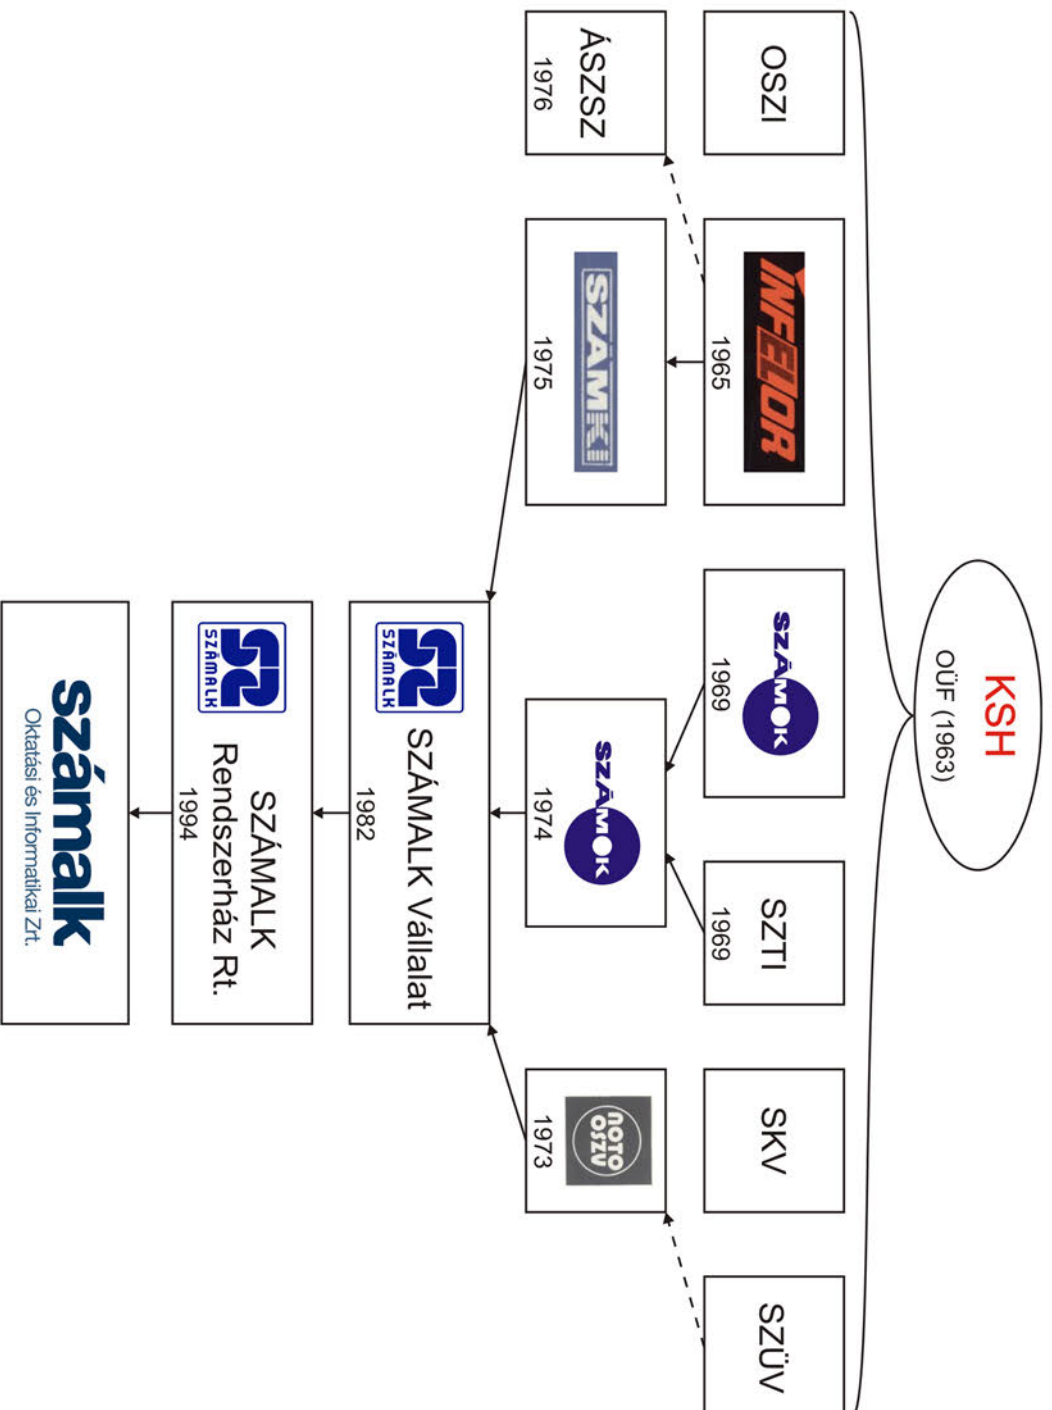 KSH
OÜF (1963)
OSZI
INFELOR
1965
SZÁMOK
1969
SZTI
1969
SKV
SZÜV
ÁSZSZ
1976
SZÁMKI
1975
SZÁMOK
1974
NOTO
OSZV
1973
SZÁMALK
SZÁMALK Vállalat
1982
SZÁMALK
SZÁMALK
Rendszerház Rt.
1994
számalk
Oktatási és Informatikai Zrt.